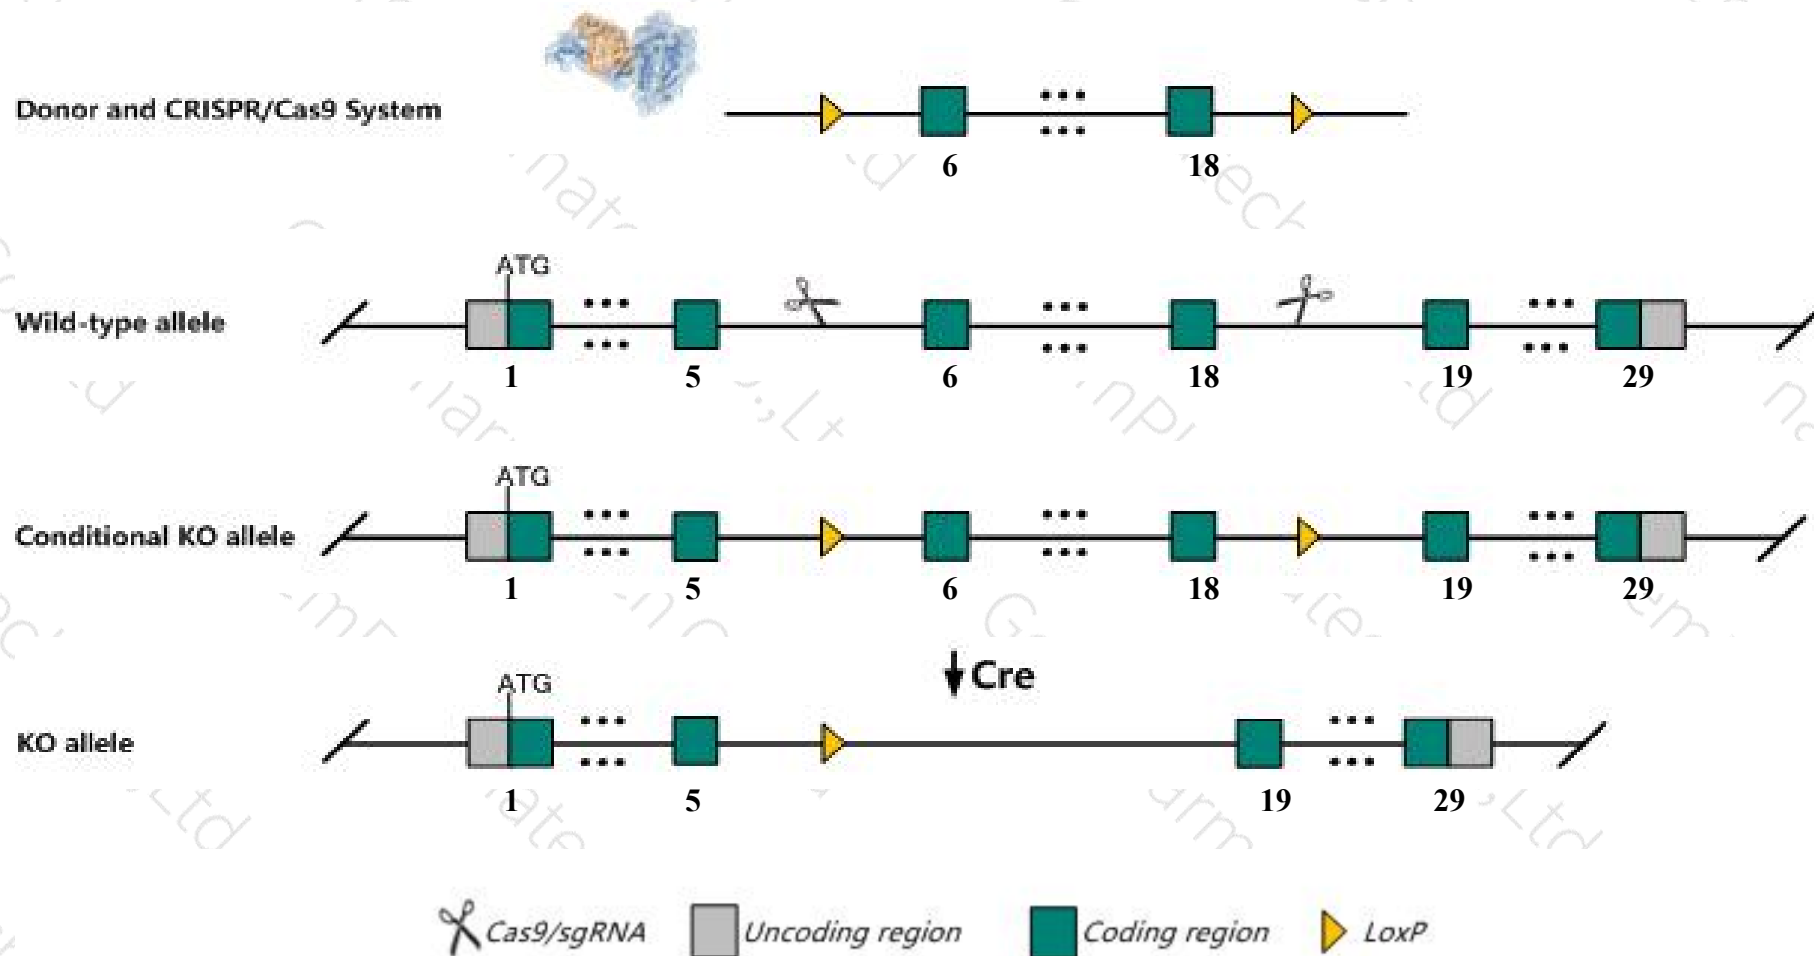 Donor and CRISPR/Cas9 System
6 18
ATG
Wild-type allele
1 5 6 18 19 29
ATG
Conditional KO allele
1 5 6 18 19 29
Cre
ATG
KO allele
1 5 19 29
Cas9/sgRNA Uncoding region Coding region LoxP